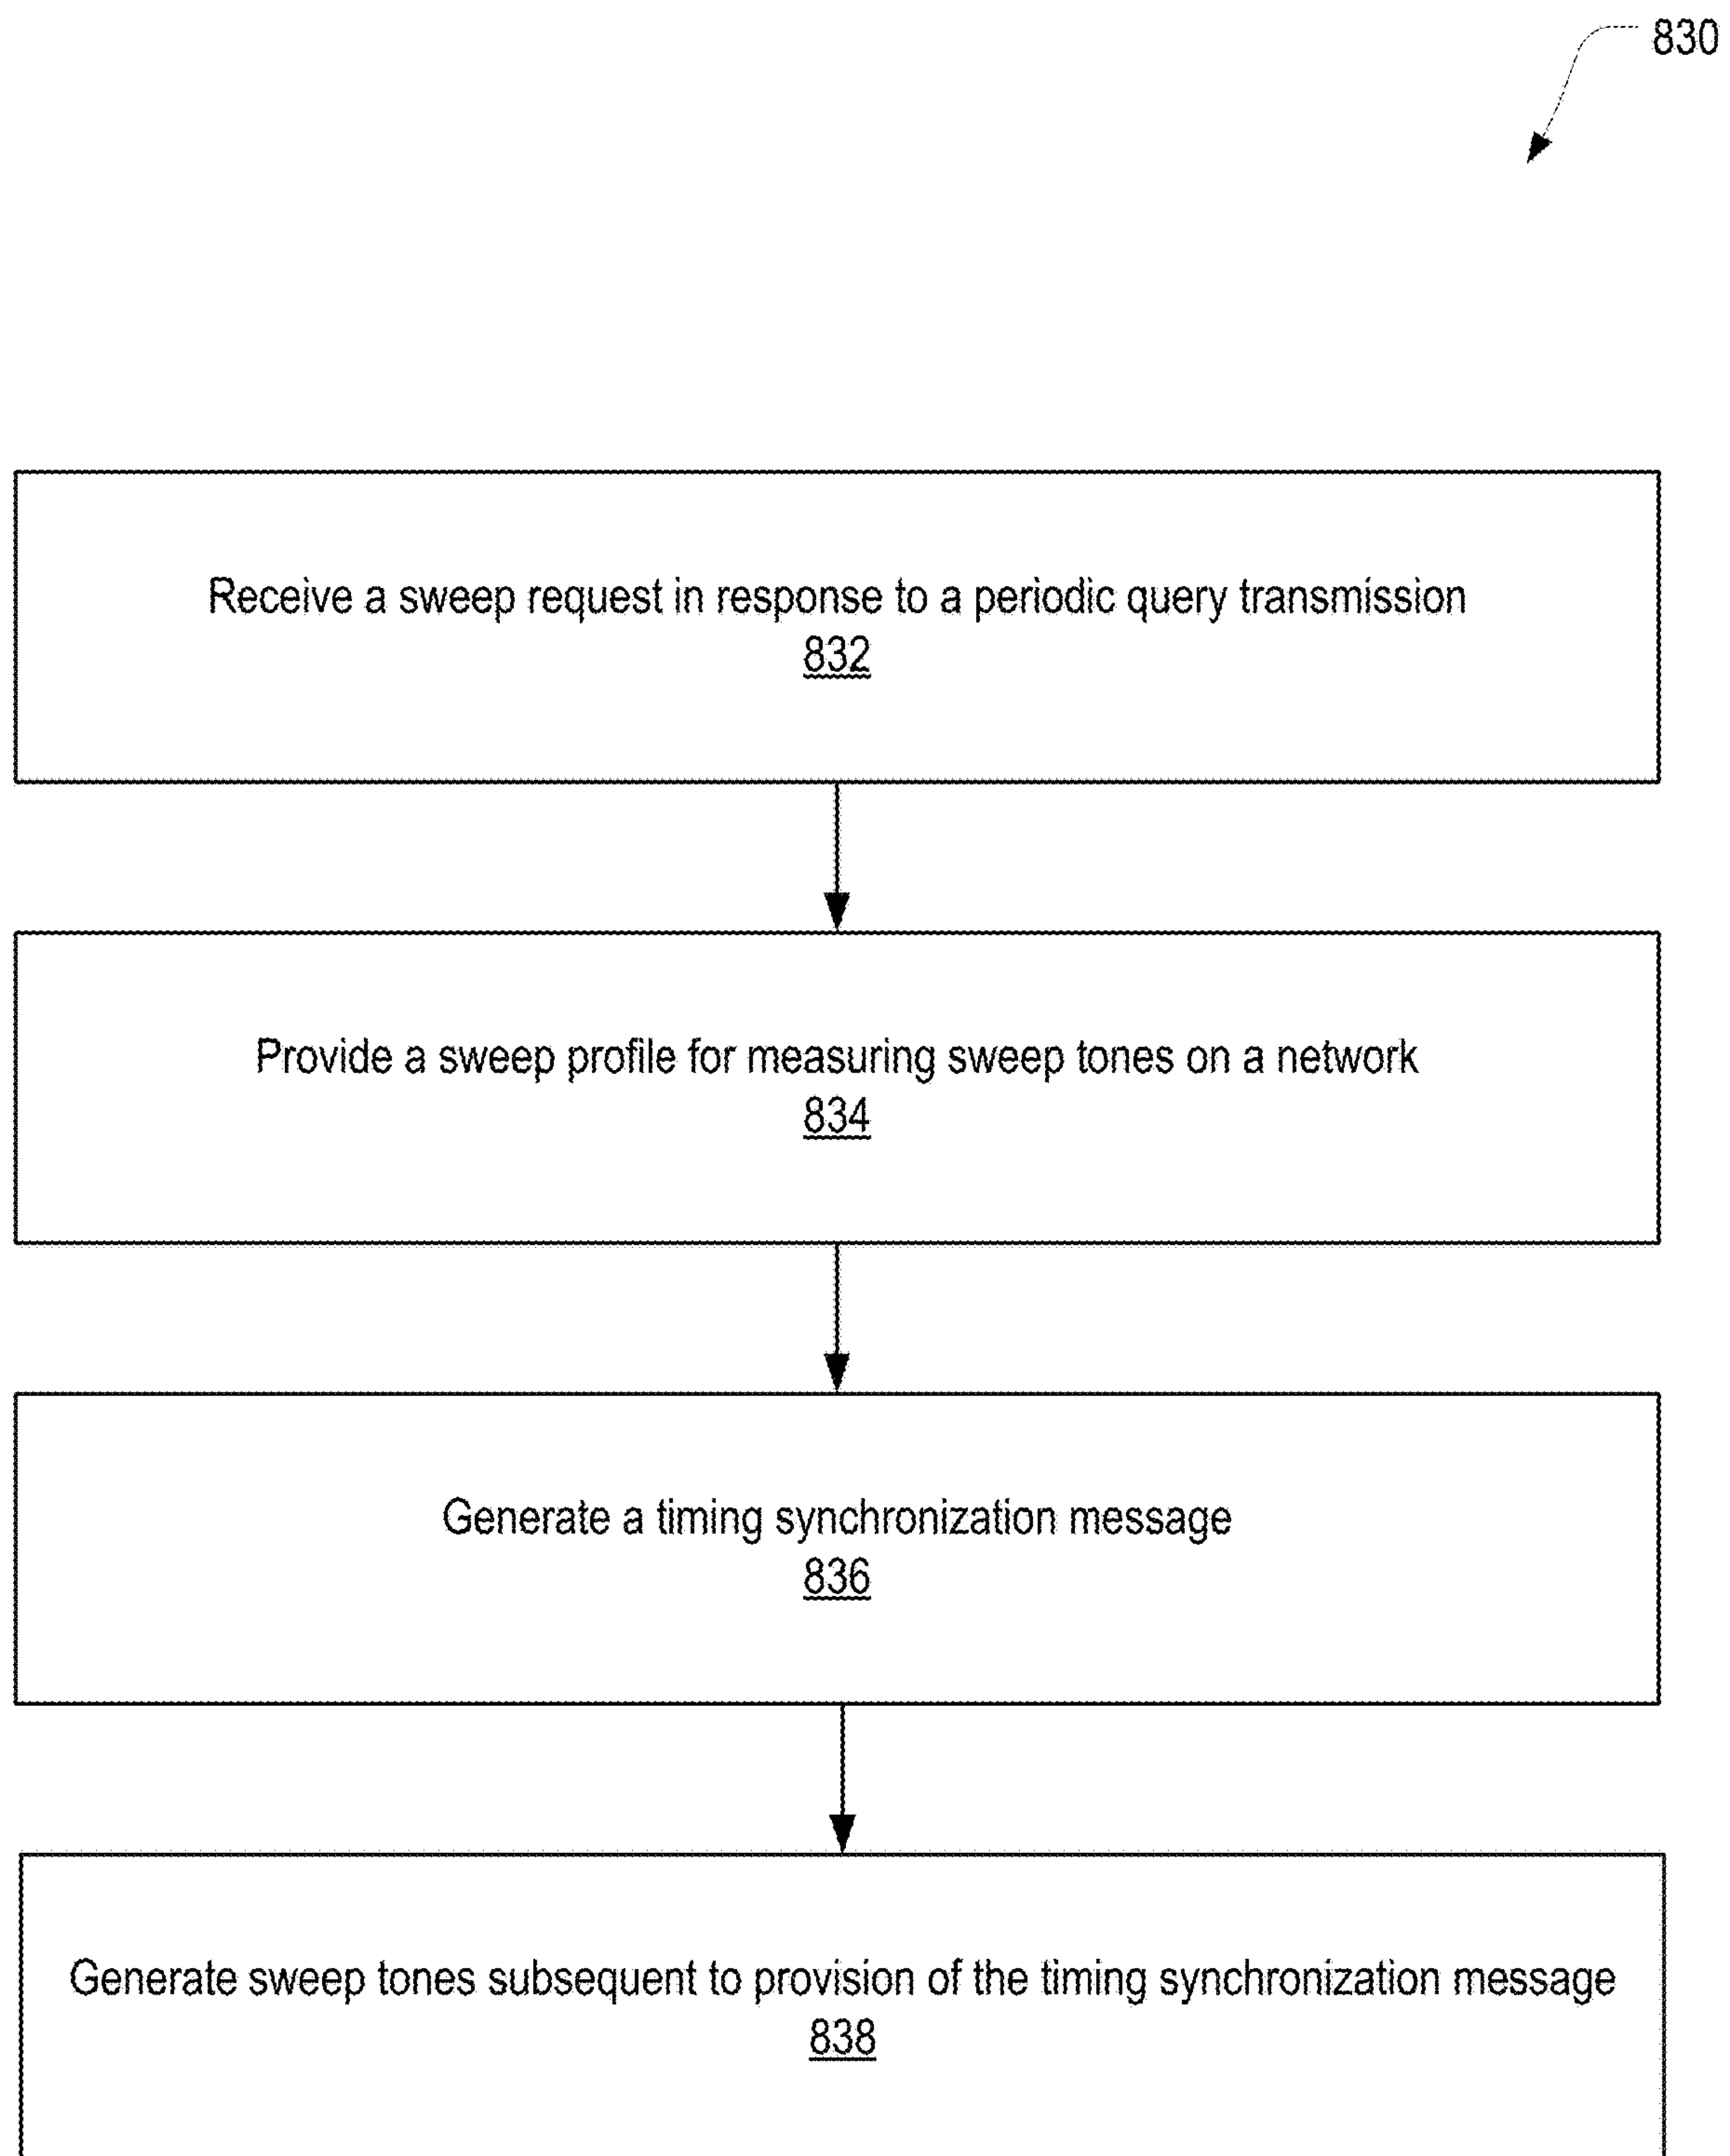 830
Receive a sweep request in response to a periodic query transmission
832
Provide a sweep profile for measuring sweep tones on a network
834
Generate a timing synchronization message
836
Generate sweep tones subsequent to provision of the timing synchronization message
838